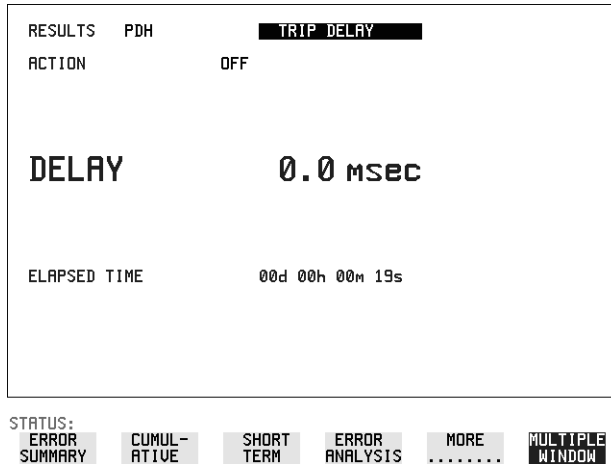 RESULTS PDH TRIP DELAY
ACTION OFF
DELAY 0.0 msec
ELAPSED TIME 00d 00h 00m 19s
STATUS:
ERROR SUMMARY
CUMUL-
ATIVE
SHORT TERM
ERROR ANALYSIS
MORE ........
MULTIPLE WINDOW